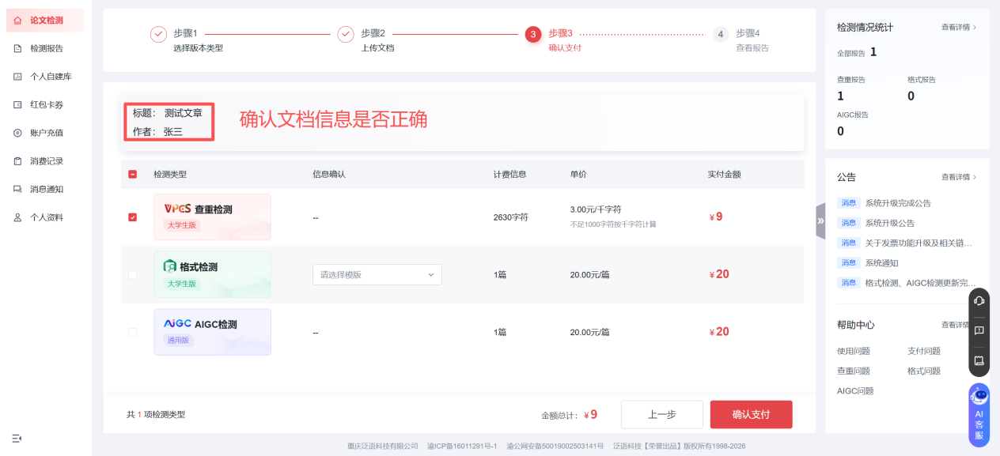 论文检测
检测报告
个人自建库
红包卡券
账户充值
消费记录
消息通知
个人资料
步骤1
选择版本类型
步骤2
上传文档
3
步骤3
确认支付
4
步骤4
查看报告
标题： 测试文章
作者： 张三
确认文档信息是否正确
检测类型 信息确认 计费信息 单价 实付金额
VPCS 查重检测
大学生版
--
2630字符
3.00元/千字符
不足1000字符按千字符计算
¥9
格式检测
大学生版
请选择模版
1篇
20.00元/篇
¥20
AIGC AIGC检测
通用版
--
1篇
20.00元/篇
¥20
共 1 项检测类型
金额总计： ¥9
上一步
确认支付
重庆泛语科技有限公司 渝ICP备16011291号-1 渝公网安备50019002503141号 泛语科技【荣誉出品】版权所有1998-2026
检测情况统计 查看详情
全部报告 1
查重报告 格式报告
1 0
AIGC报告
0
公告 查看详情
消息 系统升级完成公告
消息 系统升级公告
消息 关于发票功能升级及相关链...
消息 系统通知
消息 格式检测、AIGC检测更新完...
帮助中心 查看详情
使用问题 支付问题
查重问题 格式问题
AIGC问题
AI
客
服